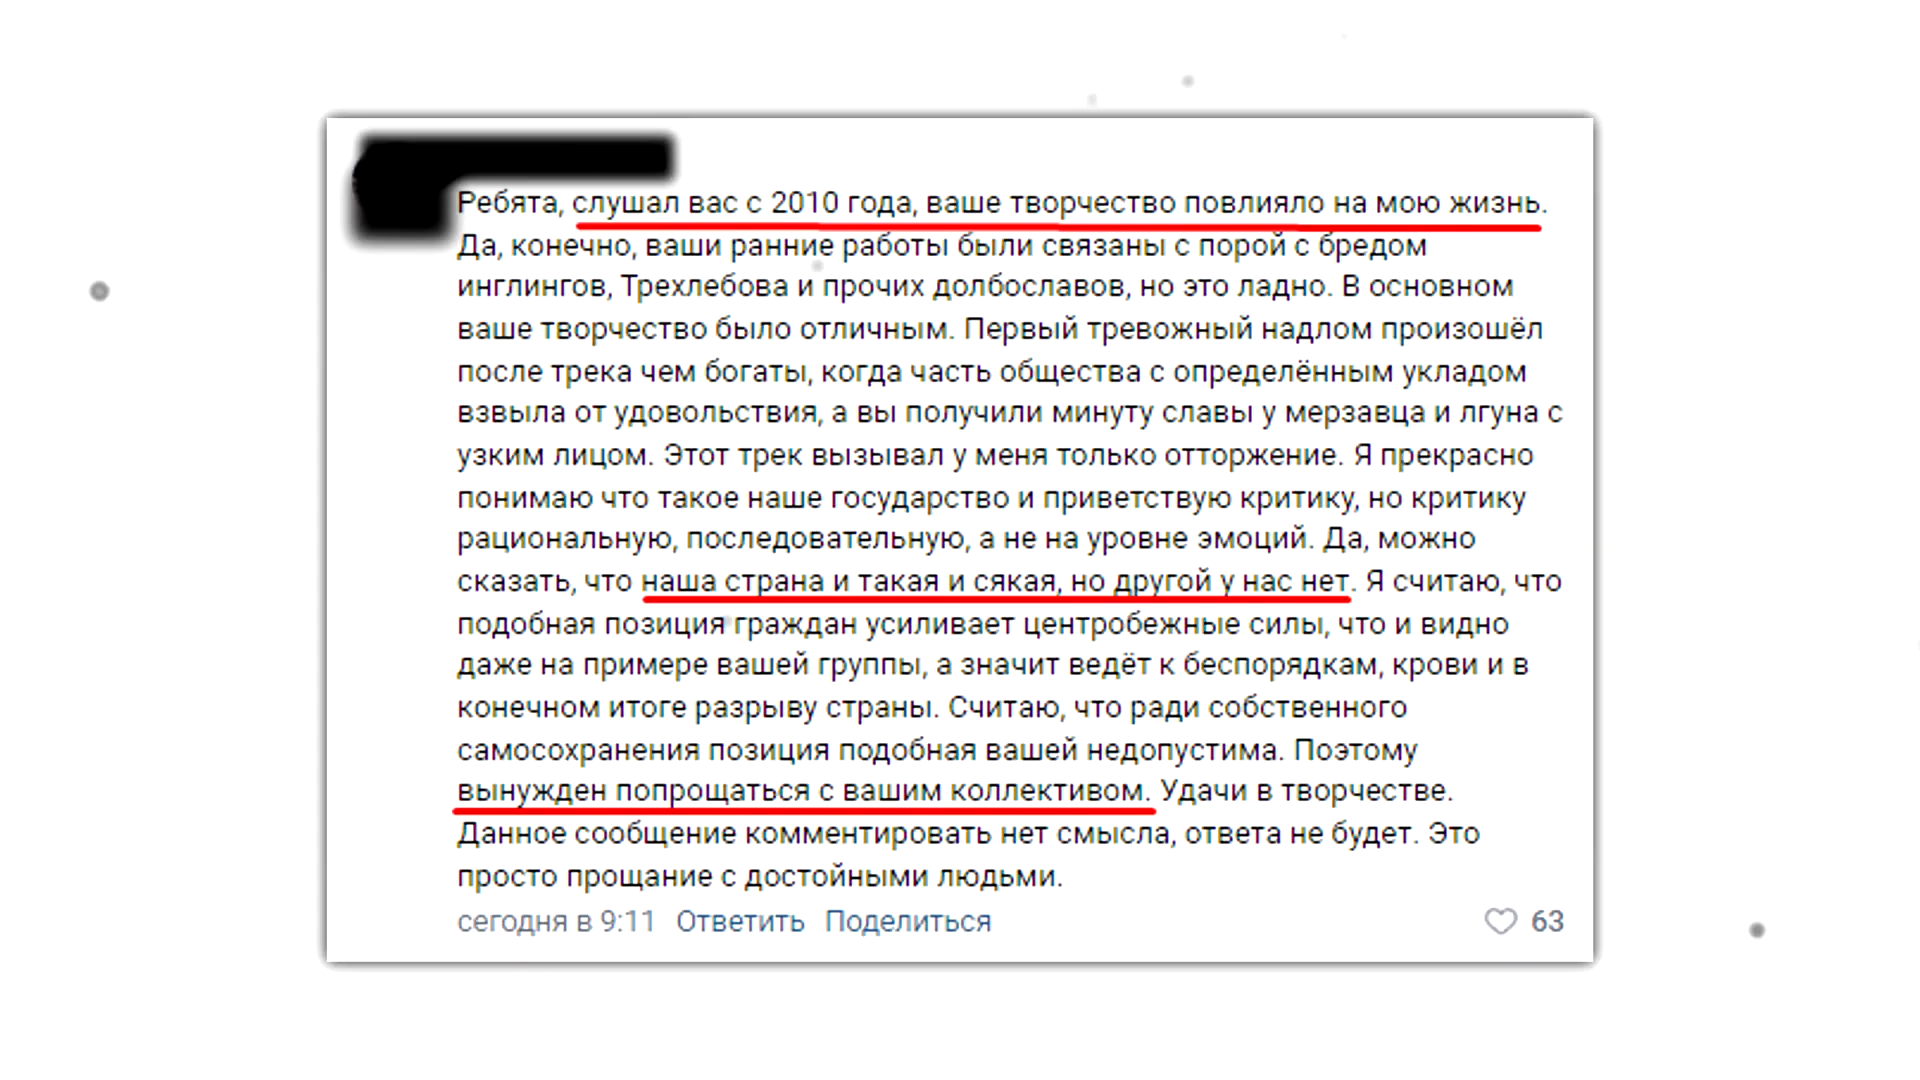 Ребята, слушал вас с 2010 года, ваше творчество повлияло на мою жизнь.
Да, конечно, ваши ранние работы были связаны с порой с бредом
инглингов, Трехлебова и прочих долбославов, но это ладно. В основном
ваше творчество было отличным. Первый тревожный надлом произошёл
после трека чем богаты, когда часть общества с определённым укладом
взвыла от удовольствия, а вы получили минуту славы у мерзавца и лгуна с
узким лицом. Этот трек вызывал у меня только отторжение. Я прекрасно
понимаю что такое наше государство и приветствую критику, но критику
рациональную, последовательную, а не на уровне эмоций. Да, можно
сказать, что наша страна и такая и сякая, но другой у нас нет. Я считаю, что
подобная позиция граждан усиливает центробежные силы, что и видно
даже на примере вашей группы, а значит ведёт к беспорядкам, крови и в
конечном итоге разрыву страны. Считаю, что ради собственного
самосохранения позиция подобная вашей недопустима. Поэтому
вынужден попрощаться с вашим коллективом. Удачи в творчестве.
Данное сообщение комментировать нет смысла, ответа не будет. Это
просто прощание с достойными людьми.
сегодня в 9:11 Ответить Поделиться 63